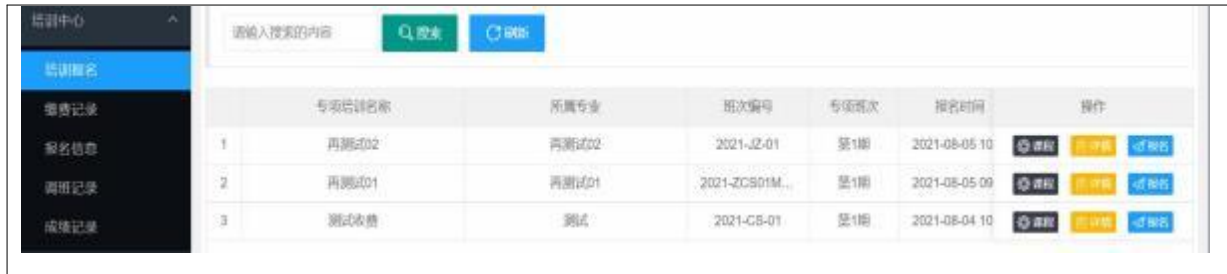 培训中心
请输入搜索的内容 搜索 刷新
培训报名
缴费记录
报名信息
调班记录
成绩记录
专项培训名称 所属专业 班次编号 专项班次 报名时间 操作
1 再测试02 再测试02 2021-JZ-01 第1期 2021-08-05 10 课程 详情 报名
2 再测试01 再测试01 2021-ZCS01M... 第1期 2021-08-05 09 课程 详情 报名
3 测试收费 测试 2021-CS-01 第1期 2021-08-04 10 课程 详情 报名